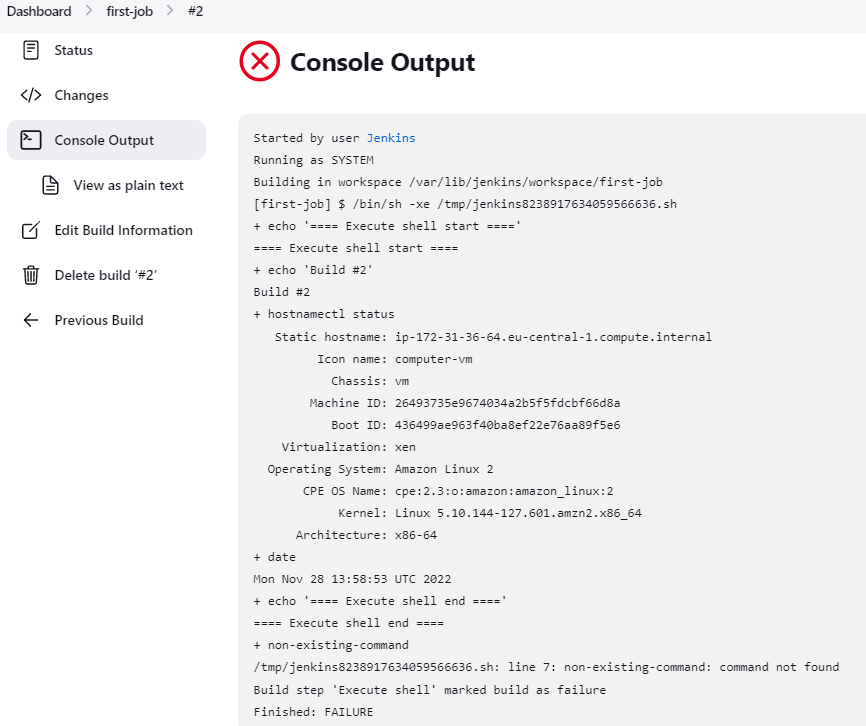 Dashboard > first-job > #2
Status
Changes
Console Output
View as plain text
Edit Build Information
Delete build ‘#2’
Previous Build
Console Output
Started by user Jenkins
Running as SYSTEM
Building in workspace /var/lib/jenkins/workspace/first-job
[first-job] $ /bin/sh -xe /tmp/jenkins8238917634059566636.sh
+ echo '==== Execute shell start ===='
==== Execute shell start ====
+ echo 'Build #2'
Build #2
+ hostnamectl status
Static hostname: ip-172-31-36-64.eu-central-1.compute.internal
Icon name: computer-vm
Chassis: vm
Machine ID: 26493735e9674034a2b5f5fdcbf66d8a
Boot ID: 436499ae963f40ba8ef22e76aa89f5e6
Virtualization: xen
Operating System: Amazon Linux 2
CPE OS Name: cpe:2.3:o:amazon:amazon_linux:2
Kernel: Linux 5.10.144-127.601.amzn2.x86_64
Architecture: x86-64
+ date
Mon Nov 28 13:58:53 UTC 2022
+ echo '==== Execute shell end ===='
==== Execute shell end ====
+ non-existing-command
/tmp/jenkins8238917634059566636.sh: line 7: non-existing-command: command not found
Build step 'Execute shell' marked build as failure
Finished: FAILURE